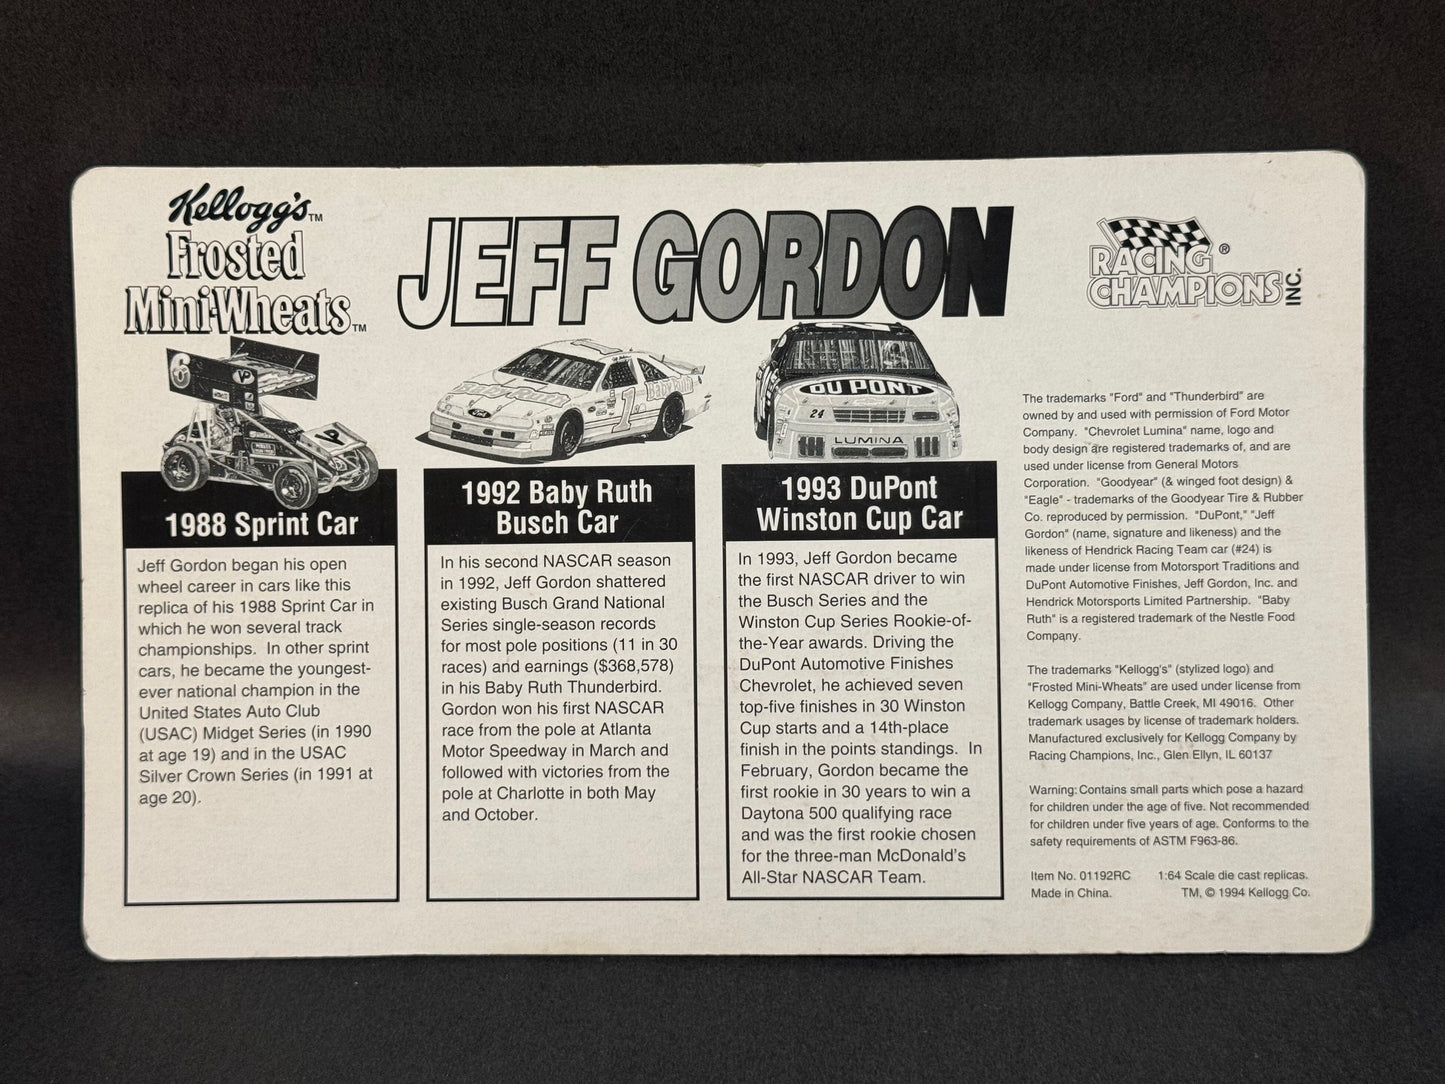 Kellogg's™
Frosted
Mini-Wheats™
JEFF GORDON
RACING ®
CHAMPIONS INC.
6
VP
VP
Baby Ruth
1
Baby Ruth
Ford
DU PONT
24
LUMINA
1988 Sprint Car
Jeff Gordon began his open
wheel career in cars like this
replica of his 1988 Sprint Car in
which he won several track
championships. In other sprint
cars, he became the youngest-
ever national champion in the
United States Auto Club
(USAC) Midget Series (in 1990
at age 19) and in the USAC
Silver Crown Series (in 1991 at
age 20).
1992 Baby Ruth
Busch Car
In his second NASCAR season
in 1992, Jeff Gordon shattered
existing Busch Grand National
Series single-season records
for most pole positions (11 in 30
races) and earnings ($368,578)
in his Baby Ruth Thunderbird.
Gordon won his first NASCAR
race from the pole at Atlanta
Motor Speedway in March and
followed with victories from the
pole at Charlotte in both May
and October.
1993 DuPont
Winston Cup Car
In 1993, Jeff Gordon became
the first NASCAR driver to win
the Busch Series and the
Winston Cup Series Rookie-of-
the-Year awards. Driving the
DuPont Automotive Finishes
Chevrolet, he achieved seven
top-five finishes in 30 Winston
Cup starts and a 14th-place
finish in the points standings. In
February, Gordon became the
first rookie in 30 years to win a
Daytona 500 qualifying race
and was the first rookie chosen
for the three-man McDonald's
All-Star NASCAR Team.
The trademarks "Ford" and "Thunderbird" are
owned by and used with permission of Ford Motor
Company. "Chevrolet Lumina" name, logo and
body design are registered trademarks of, and are
used under license from General Motors
Corporation. "Goodyear" (& winged foot design) &
"Eagle" - trademarks of the Goodyear Tire & Rubber
Co. reproduced by permission. "DuPont," "Jeff
Gordon" (name, signature and likeness) and the
likeness of Hendrick Racing Team car (#24) is
made under license from Motorsport Traditions and
DuPont Automotive Finishes, Jeff Gordon, Inc. and
Hendrick Motorsports Limited Partnership. "Baby
Ruth" is a registered trademark of the Nestle Food
Company.
The trademarks "Kellogg's" (stylized logo) and
"Frosted Mini-Wheats" are used under license from
Kellogg Company, Battle Creek, MI 49016. Other
trademark usages by license of trademark holders.
Manufactured exclusively for Kellogg Company by
Racing Champions, Inc., Glen Ellyn, IL 60137
Warning: Contains small parts which pose a hazard
for children under the age of five. Not recommended
for children under five years of age. Conforms to the
safety requirements of ASTM F963-86.
Item No. 01192RC 1:64 Scale die cast replicas.
Made in China. TM, © 1994 Kellogg Co.